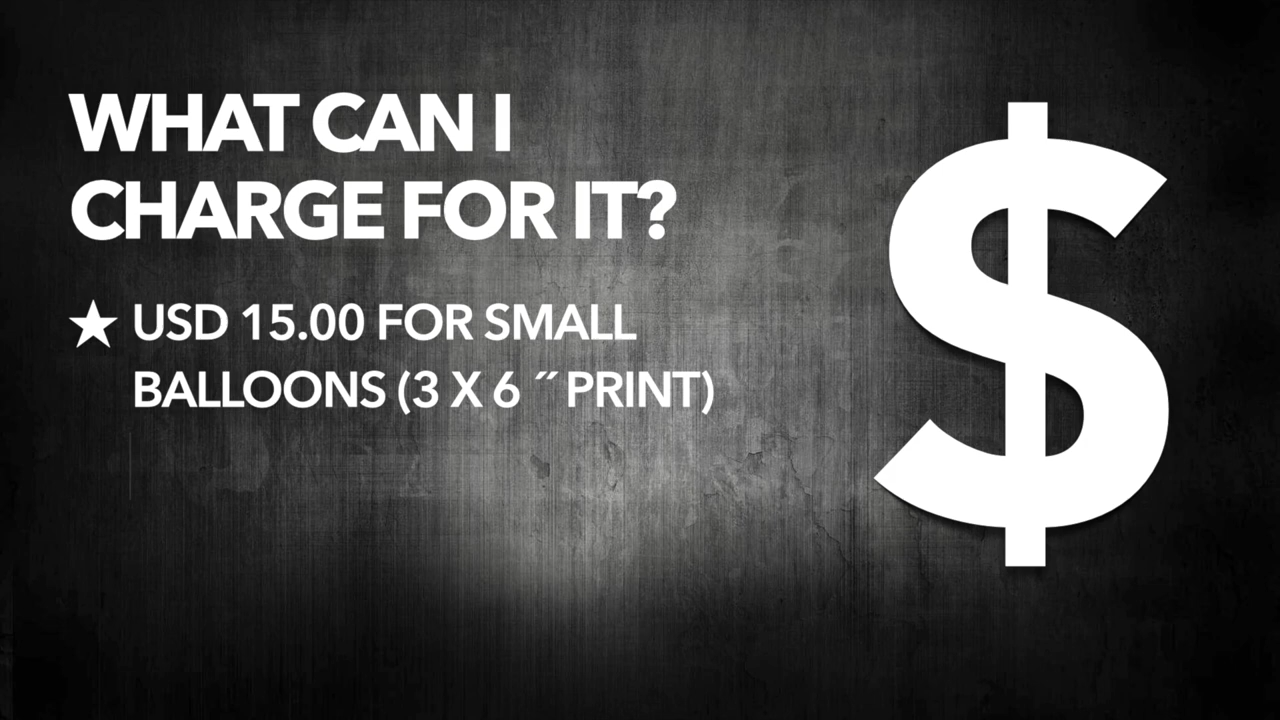 WHAT CAN I
CHARGE FOR IT?
★ USD 15.00 FOR SMALL
BALLOONS (3 X 6 ˝ PRINT)
$